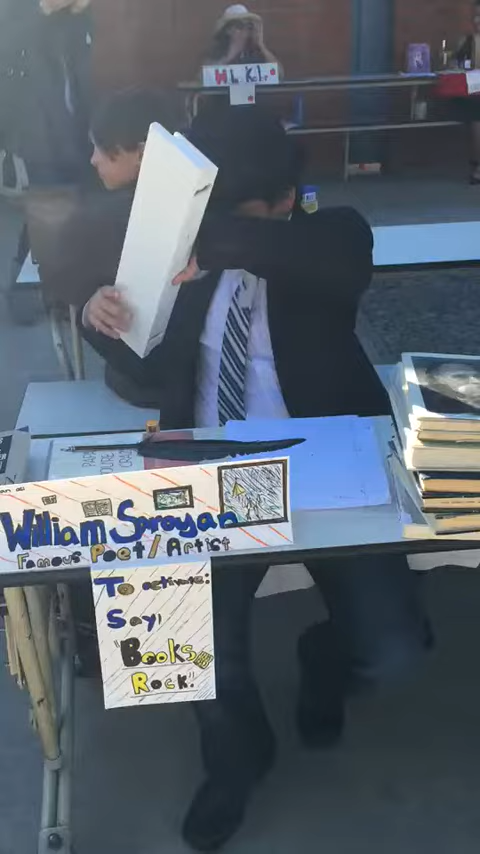 William Saroyan
Famous Poet/Artist
To activate:
Say:
"Books
Rock!"